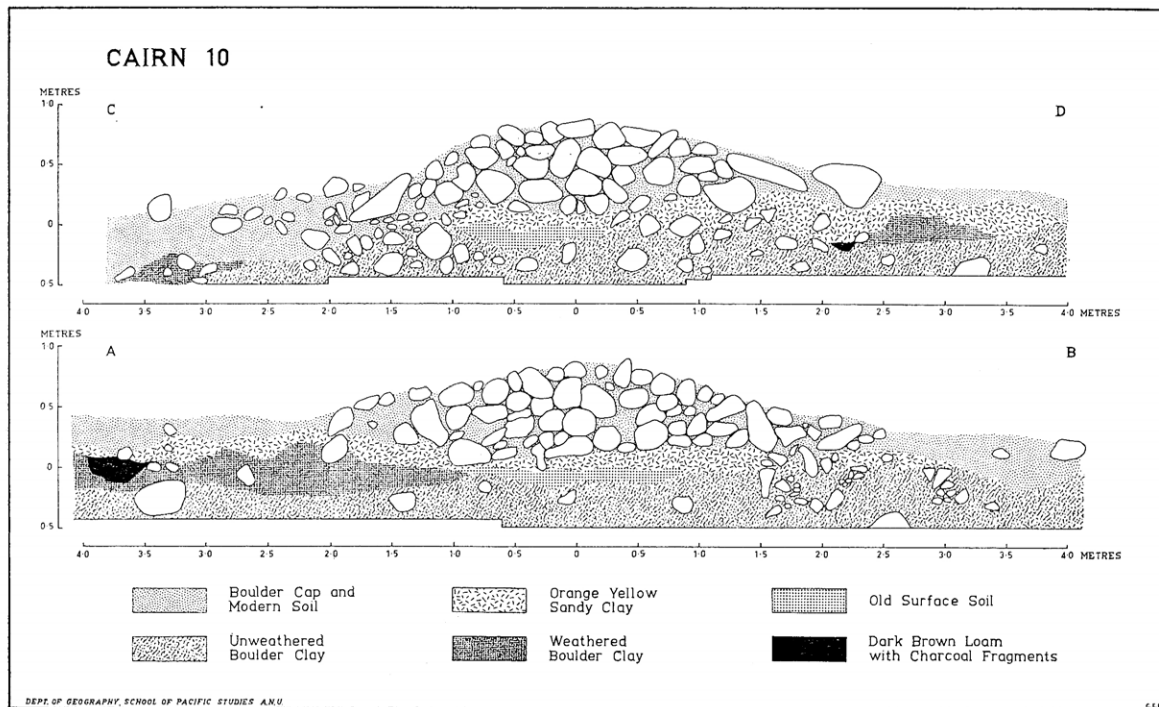 CAIRN 10
METRES
C
D
1·0
0·5
0
0·5
4·0 3·5 3·0 2·5 2·0 1·5 1·0 0·5 0 0·5 1·0 1·5 2·0 2·5 3·0 3·5 4·0 METRES
METRES
A
B
1·0
0·5
0
0·5
4·0 3·5 3·0 2·5 2·0 1·5 1·0 0·5 0 0·5 1·0 1·5 2·0 2·5 3·0 3·5 4·0 METRES
Boulder Cap and
Modern Soil
Orange Yellow
Sandy Clay
Old Surface Soil
Unweathered
Boulder Clay
Weathered
Boulder Clay
Dark Brown Loam
with Charcoal Fragments
DEPT. OF GEOGRAPHY, SCHOOL OF PACIFIC STUDIES A.N.U.